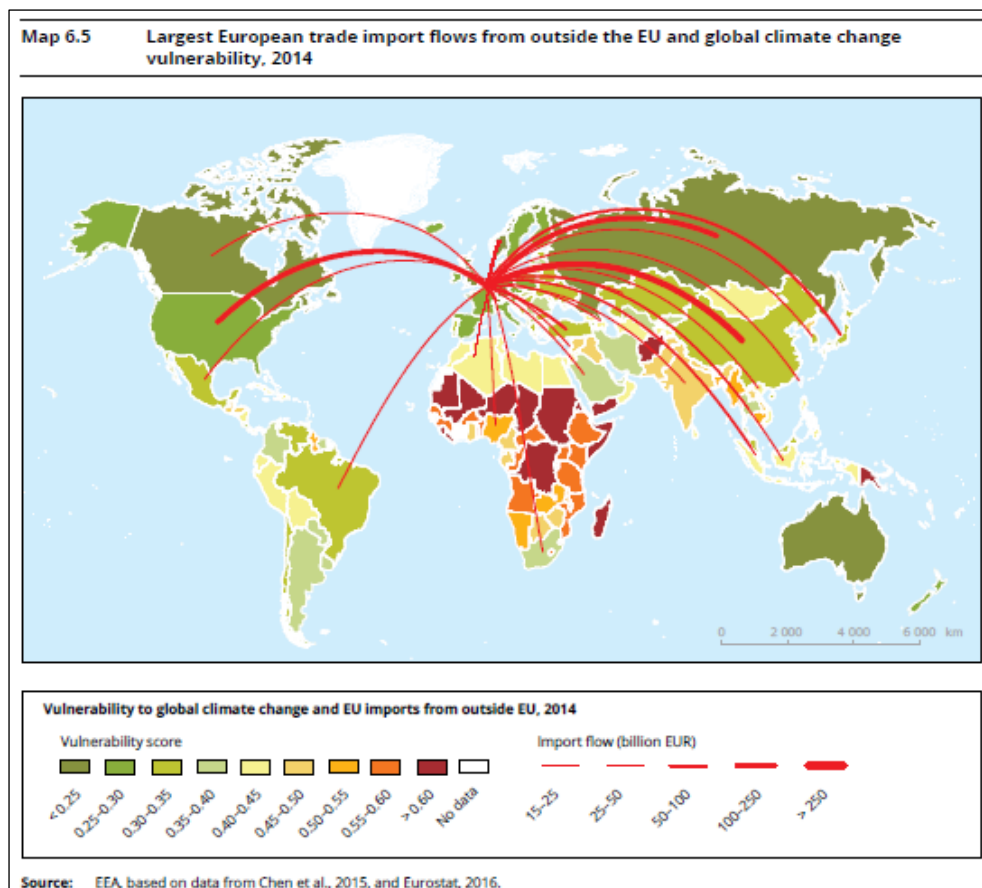 Map 6.5 Largest European trade import flows from outside the EU and global climate change
vulnerability, 2014
0 2 000 4 000 6 000 km
Vulnerability to global climate change and EU imports from outside EU, 2014
Vulnerability score Import flow (billion EUR)
< 0.25 0.25–0.30 0.30–0.35 0.35–0.40 0.40–0.45 0.45–0.50 0.50–0.55 0.55–0.60 > 0.60 No data 15–25 25–50 50–100 100–250 > 250
Source: EEA, based on data from Chen et al., 2015, and Eurostat, 2016.